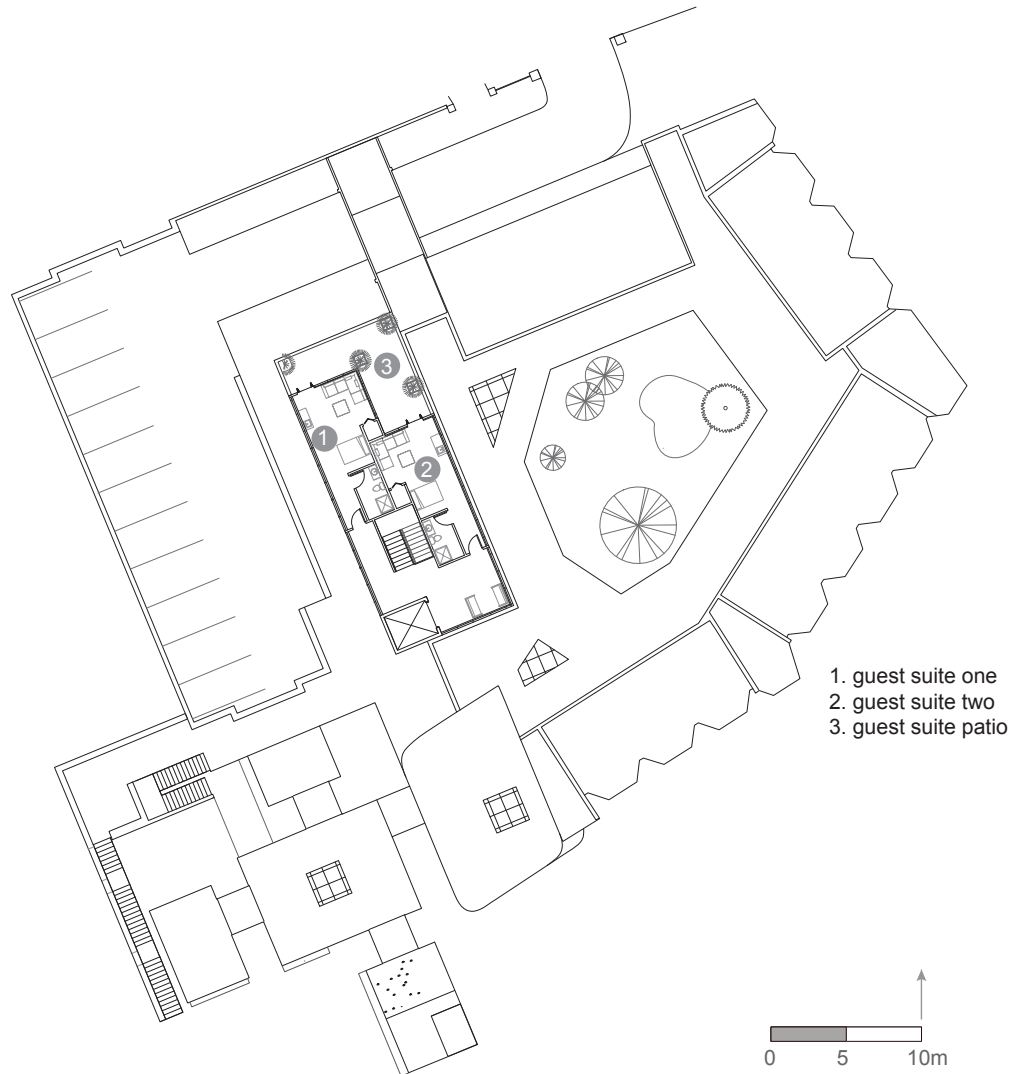 3
1
2
1. guest suite one
2. guest suite two
3. guest suite patio
0 5 10m